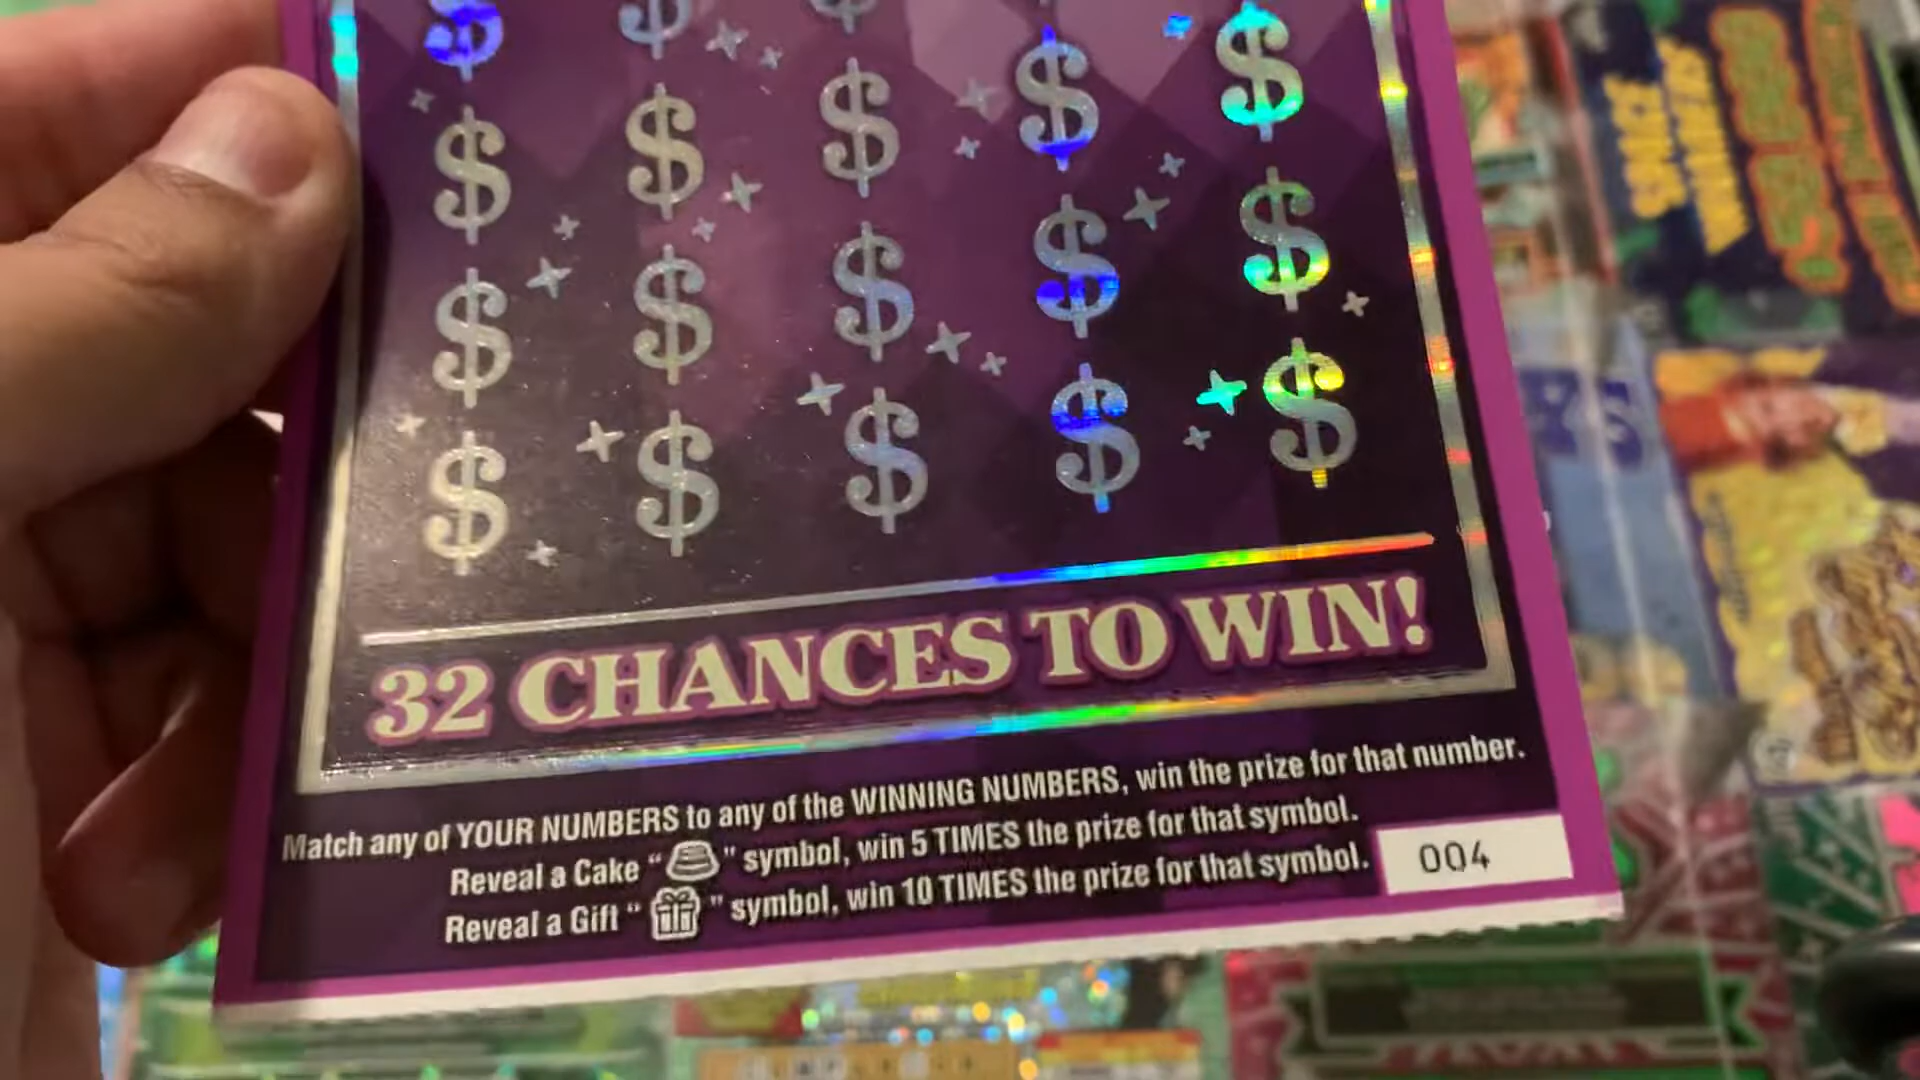 $ $ $ $ $
$ $ $ $ $
$ $ $ $ $
$ $ $ $ $
32 CHANCES TO WIN!
Match any of YOUR NUMBERS to any of the WINNING NUMBERS, win the prize for that number.
Reveal a Cake " " symbol, win 5 TIMES the prize for that symbol.
Reveal a Gift " " symbol, win 10 TIMES the prize for that symbol.
004